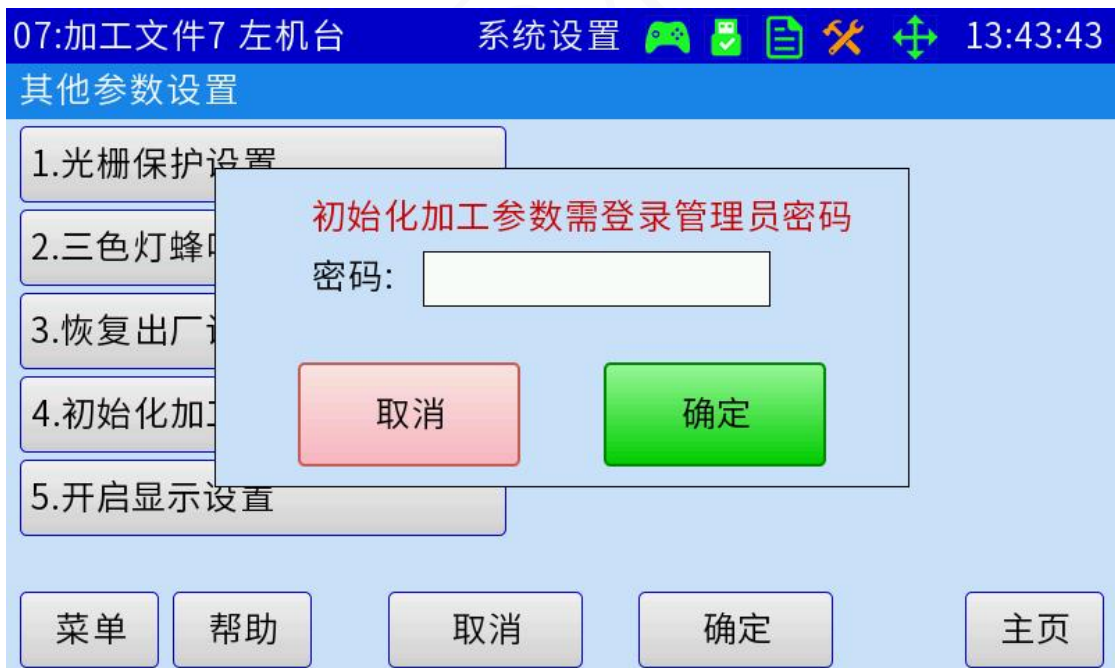 07:加工文件7 左机台 系统设置 13:43:43
其他参数设置
1.光栅保护设置
初始化加工参数需登录管理员密码
2.三色灯蜂
密码:
3.恢复出厂
4.初始化加
取消 确定
5.开启显示设置
菜单 帮助 取消 确定 主页